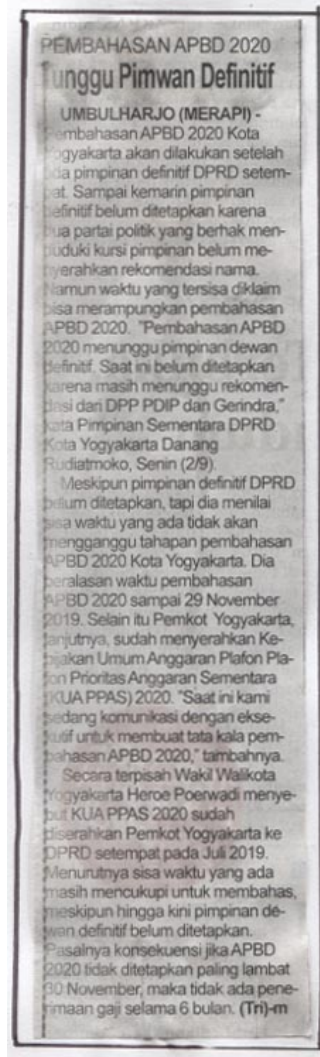 PEMBAHASAN APBD 2020
Tunggu Pimwan Definitif
UMBULHARJO (MERAPI) -
Pembahasan APBD 2020 Kota
Yogyakarta akan dilakukan setelah
ada pimpinan definitif DPRD setem-
pat. Sampai kemarin pimpinan
definitif belum ditetapkan karena
dua partai politik yang berhak men-
duduki kursi pimpinan belum me-
nyerahkan rekomendasi nama.
Namun waktu yang tersisa diklaim
bisa merampungkan pembahasan
APBD 2020. "Pembahasan APBD
2020 menunggu pimpinan dewan
definitif. Saat ini belum ditetapkan
karena masih menunggu rekomen-
dasi dari DPP PDIP dan Gerindra,"
kata Pimpinan Sementara DPRD
Kota Yogyakarta Danang
Rudiatmoko, Senin (2/9).
Meskipun pimpinan definitif DPRD
belum ditetapkan, tapi dia menilai
sisa waktu yang ada tidak akan
mengganggu tahapan pembahasan
APBD 2020 Kota Yogyakarta. Dia
beralasan waktu pembahasan
APBD 2020 sampai 29 November
2019. Selain itu Pemkot Yogyakarta,
lanjutnya, sudah menyerahkan Ke-
bijakan Umum Anggaran Plafon Pla-
fon Prioritas Anggaran Sementara
(KUA PPAS) 2020. "Saat ini kami
sedang komunikasi dengan ekse-
kutif untuk membuat tata kala pem-
bahasan APBD 2020," tambahnya.
Secara terpisah Wakil Walikota
Yogyakarta Heroe Poerwadi menye-
but KUA PPAS 2020 sudah
diserahkan Pemkot Yogyakarta ke
DPRD setempat pada Juli 2019.
Menurutnya sisa waktu yang ada
masih mencukupi untuk membahas,
meskipun hingga kini pimpinan de-
wan definitif belum ditetapkan.
Pasalnya konsekuensi jika APBD
2020 tidak ditetapkan paling lambat
30 November, maka tidak ada pene-
rimaan gaji selama 6 bulan. (Tri)-m